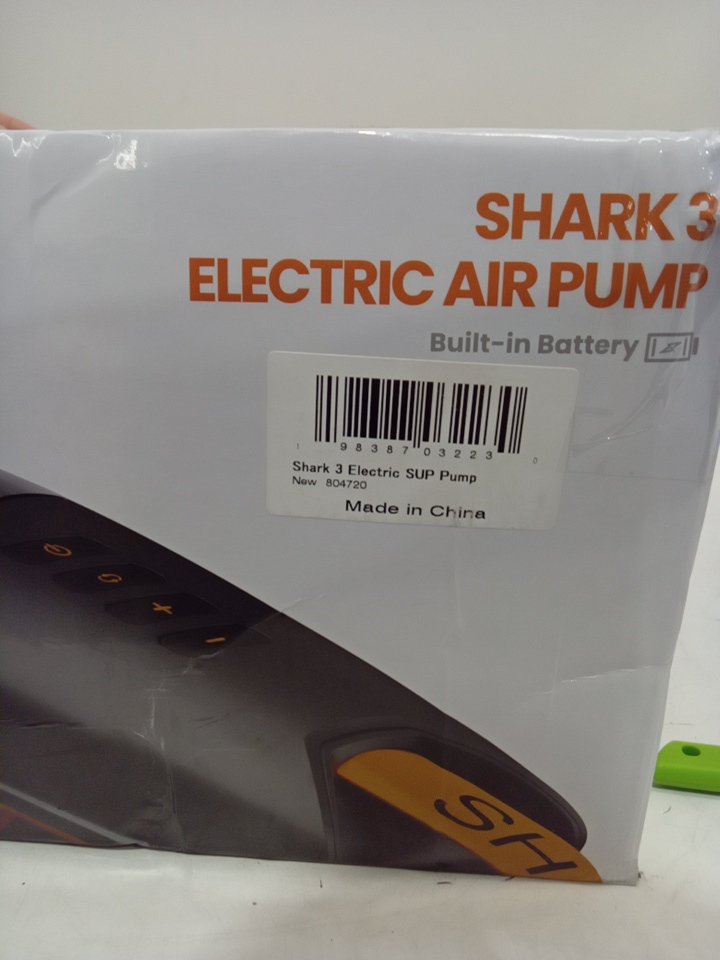 SHARK 3
ELECTRIC AIR PUMP
Built-in Battery
1 98387 03223 0
Shark 3 Electric SUP Pump
New 804720
Made in China
SH